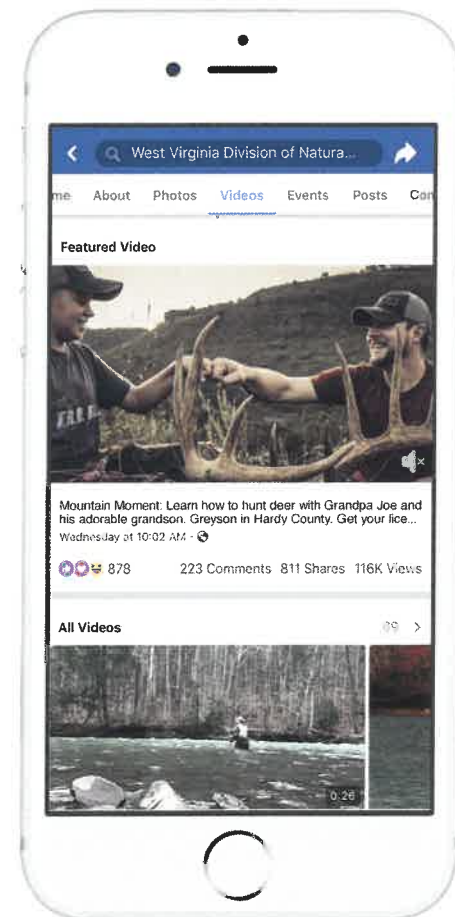 West Virginia Division of Natura...
me About Photos Videos Events Posts Con
Featured Video
Mountain Moment: Learn how to hunt deer with Grandpa Joe and
his adorable grandson. Greyson in Hardy County. Get your lice...
Wednesday at 10:02 AM ·
878 223 Comments 811 Shares 116K Views
All Videos
0:26